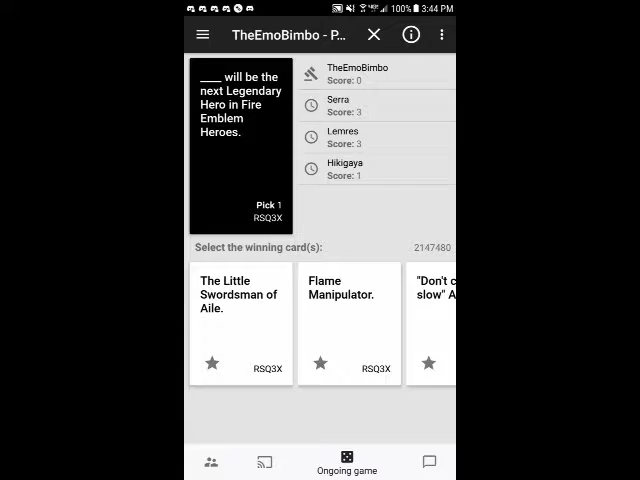 100% 3:44 PM
TheEmoBimbo - P...
____ will be the
next Legendary
Hero in Fire
Emblem
Heroes.
Pick 1
RSQ3X
TheEmoBimbo
Score: 0
Serra
Score: 3
Lemres
Score: 3
Hikigaya
Score: 1
Select the winning card(s):
2147480
The Little
Swordsman of
Aile.
RSQ3X
Flame
Manipulator.
RSQ3X
"Don't c
slow" A
Ongoing game